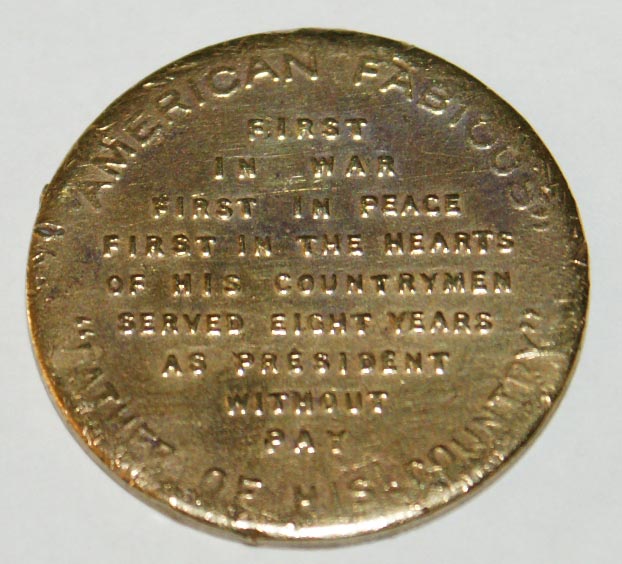 "AMERICAN FABICUS"
FIRST
IN WAR
FIRST IN PEACE
FIRST IN THE HEARTS
OF HIS COUNTRYMEN
SERVED EIGHT YEARS
AS PRESIDENT
WITHOUT
PAY
"FATHER OF HIS COUNTRY"